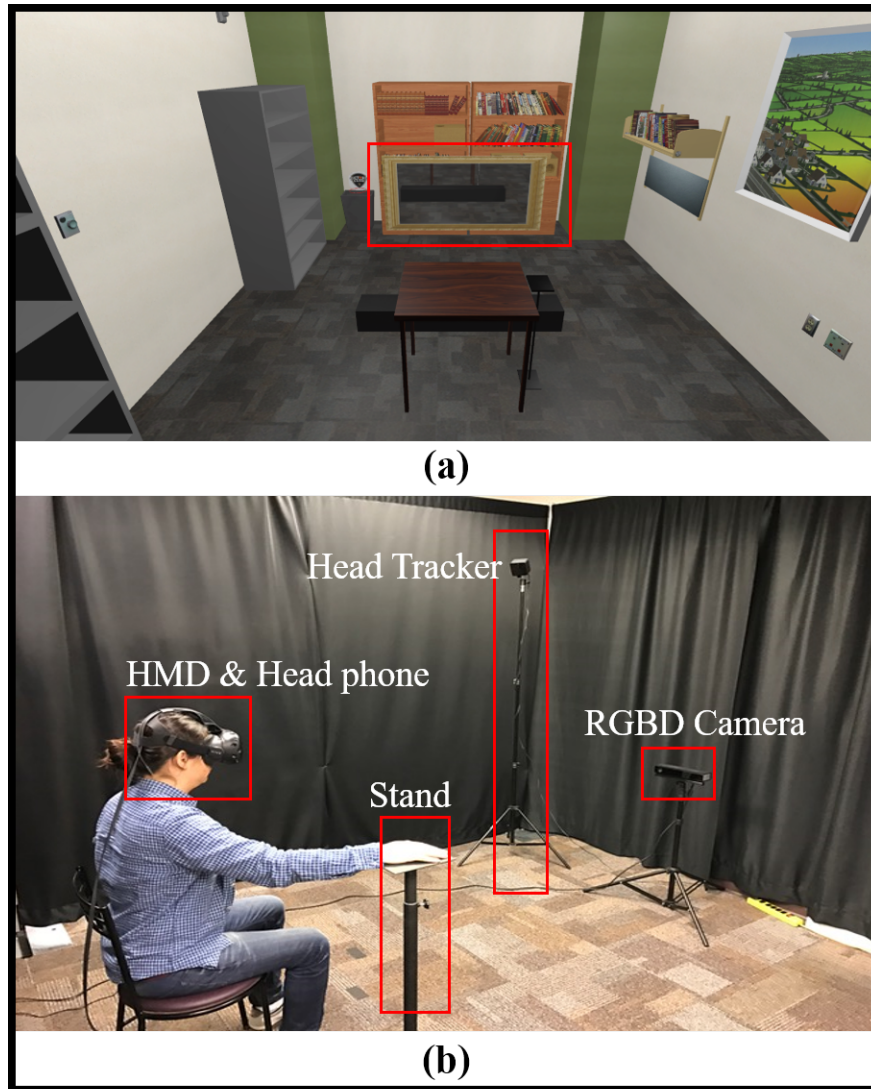 (a)
Head Tracker
HMD & Head phone
RGBD Camera
Stand
(b)